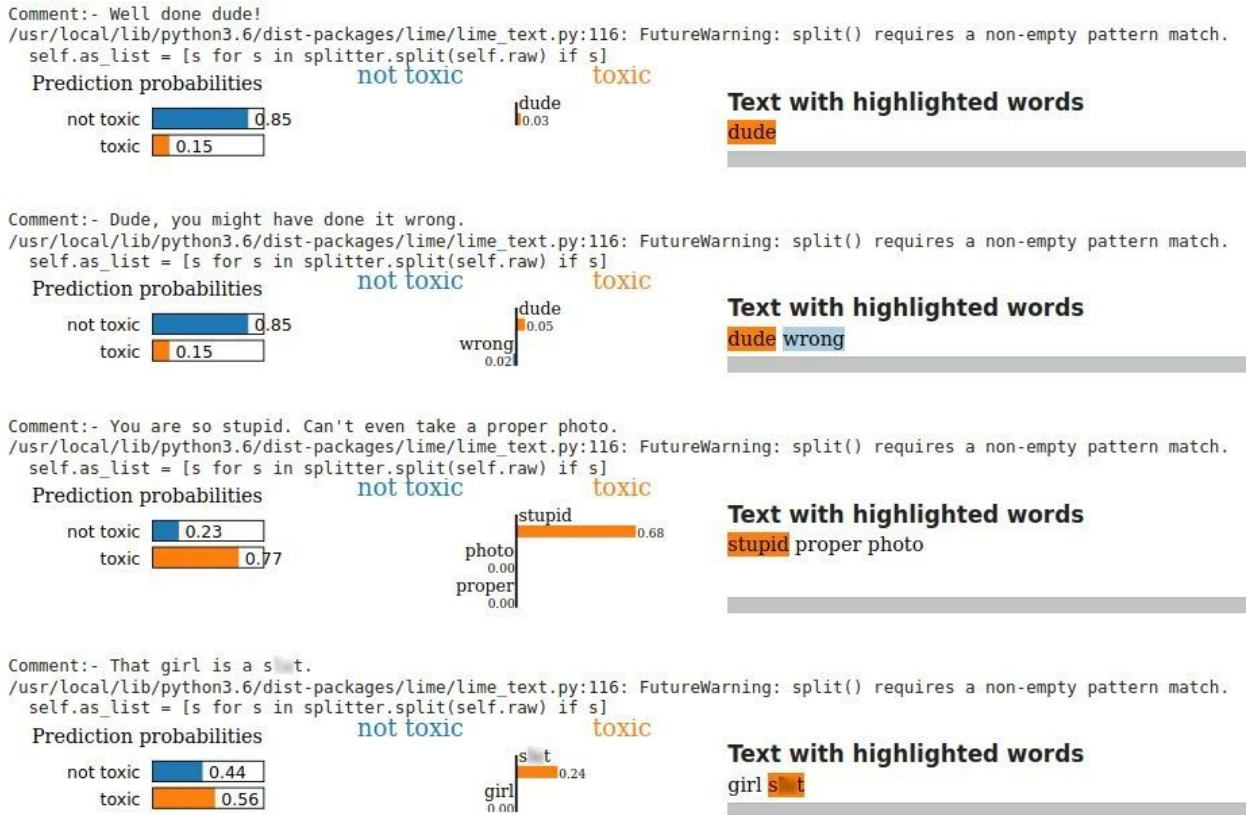 Comment:- Well done dude!
/usr/local/lib/python3.6/dist-packages/lime/lime_text.py:116: FutureWarning: split() requires a non-empty pattern match.
self.as_list = [s for s in splitter.split(self.raw) if s]
Prediction probabilities
not toxic 0.85
toxic 0.15
not toxic toxic
dude
0.03
Text with highlighted words
dude
Comment:- Dude, you might have done it wrong.
/usr/local/lib/python3.6/dist-packages/lime/lime_text.py:116: FutureWarning: split() requires a non-empty pattern match.
self.as_list = [s for s in splitter.split(self.raw) if s]
Prediction probabilities
not toxic 0.85
toxic 0.15
not toxic toxic
dude
0.05
wrong
0.02
Text with highlighted words
dude wrong
Comment:- You are so stupid. Can't even take a proper photo.
/usr/local/lib/python3.6/dist-packages/lime/lime_text.py:116: FutureWarning: split() requires a non-empty pattern match.
self.as_list = [s for s in splitter.split(self.raw) if s]
Prediction probabilities
not toxic 0.23
toxic 0.77
not toxic toxic
stupid
0.68
photo
0.00
proper
0.00
Text with highlighted words
stupid proper photo
Comment:- That girl is a
/usr/local/lib/python3.6/dist-packages/lime/lime_text.py:116: FutureWarning: split() requires a non-empty pattern match.
self.as_list = [s for s in splitter.split(self.raw) if s]
Prediction probabilities
not toxic 0.44
toxic 0.56
not toxic toxic
0.24
girl
0.00
Text with highlighted words
girl